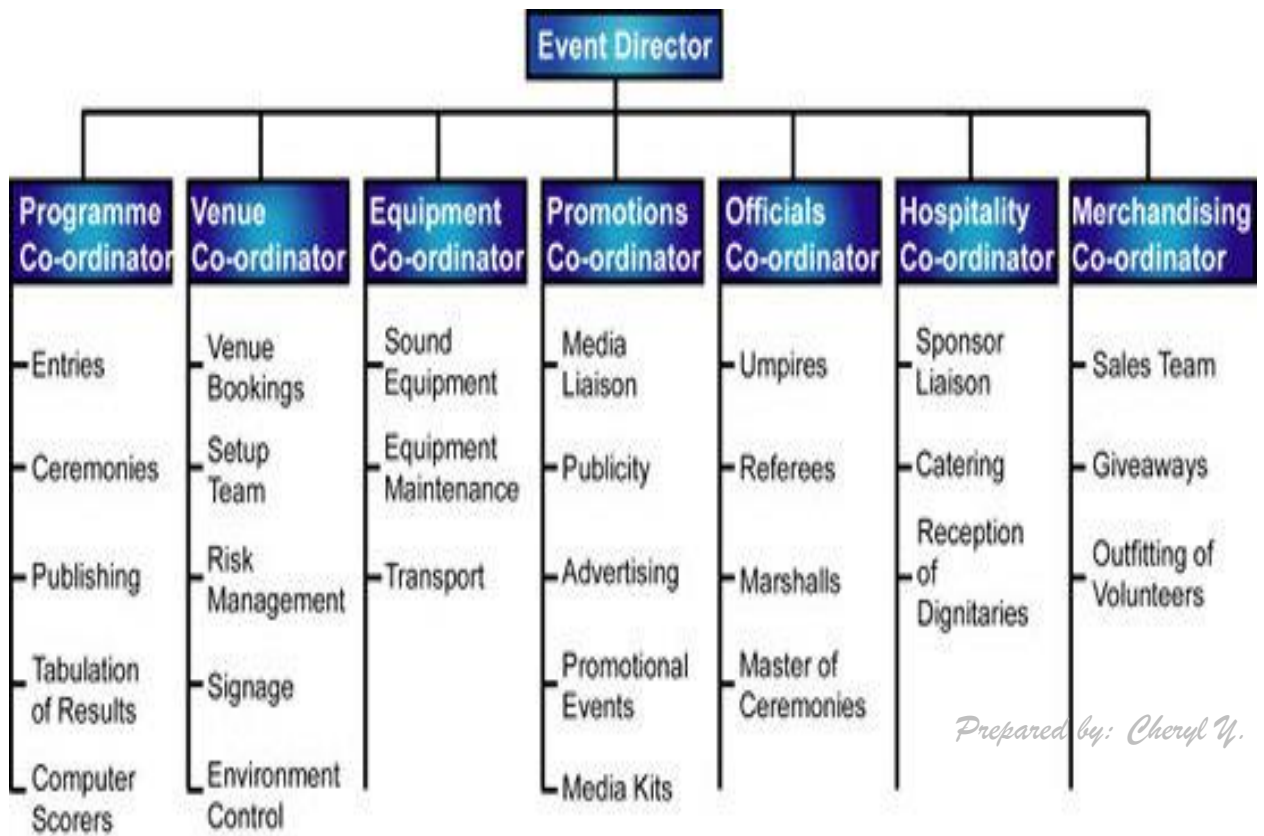 Event Director
Programme
Co-ordinator
Entries
Ceremonies
Publishing
Tabulation
of Results
Computer
Scorers
Venue
Co-ordinator
Venue
Bookings
Setup
Team
Risk
Management
Signage
Environment
Control
Equipment
Co-ordinator
Sound
Equipment
Equipment
Maintenance
Transport
Promotions
Co-ordinator
Media
Liaison
Publicity
Advertising
Promotional
Events
Media Kits
Officials
Co-ordinator
Umpires
Referees
Marshalls
Master of
Ceremonies
Hospitality
Co-ordinator
Sponsor
Liaison
Catering
Reception
of
Dignitaries
Merchandising
Co-ordinator
Sales Team
Giveaways
Outfitting of
Volunteers
Prepared by: Cheryl Y.